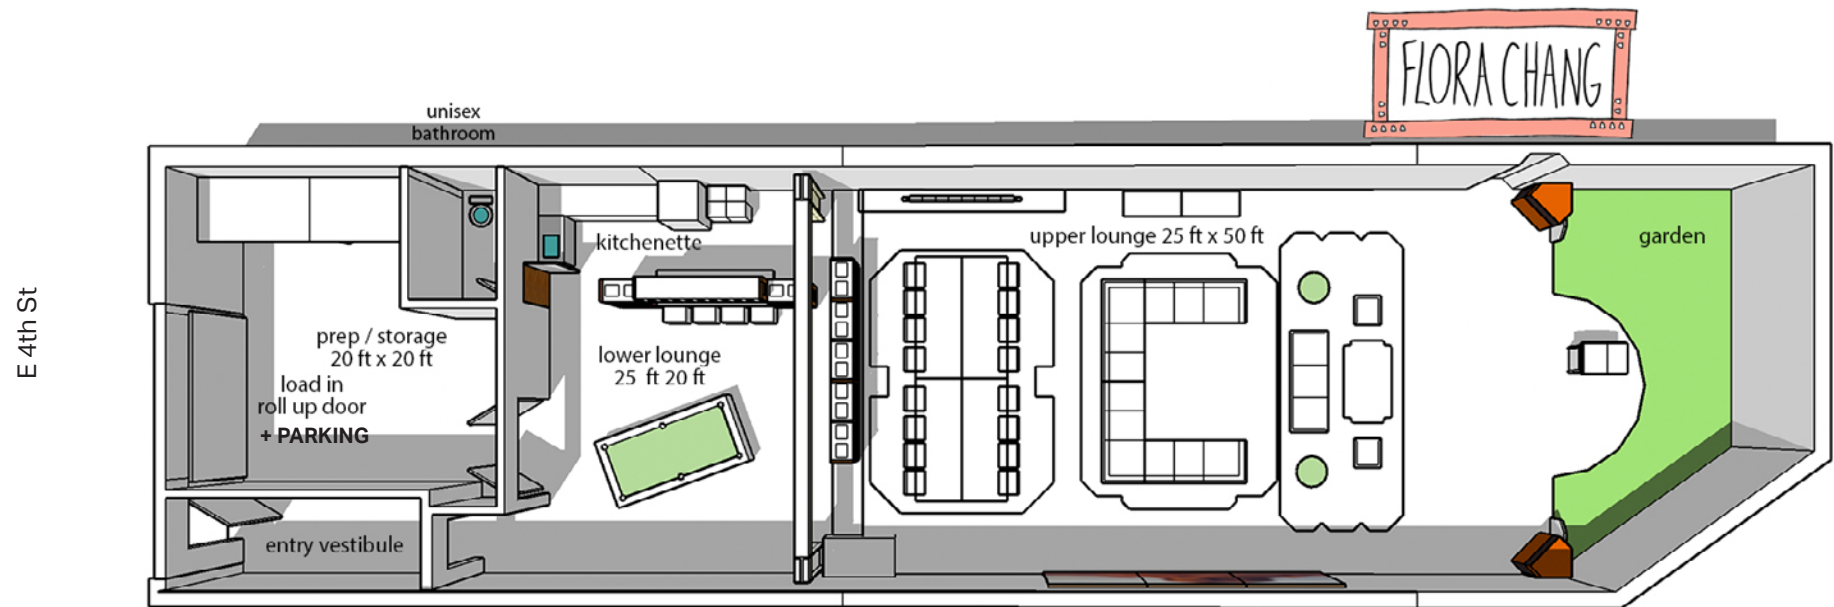 FLORA CHANG
unisex
bathroom
E 4th St
prep / storage
20 ft x 20 ft
load in
roll up door
+ PARKING
entry vestibule
kitchenette
lower lounge
25 ft 20 ft
upper lounge 25 ft x 50 ft
garden